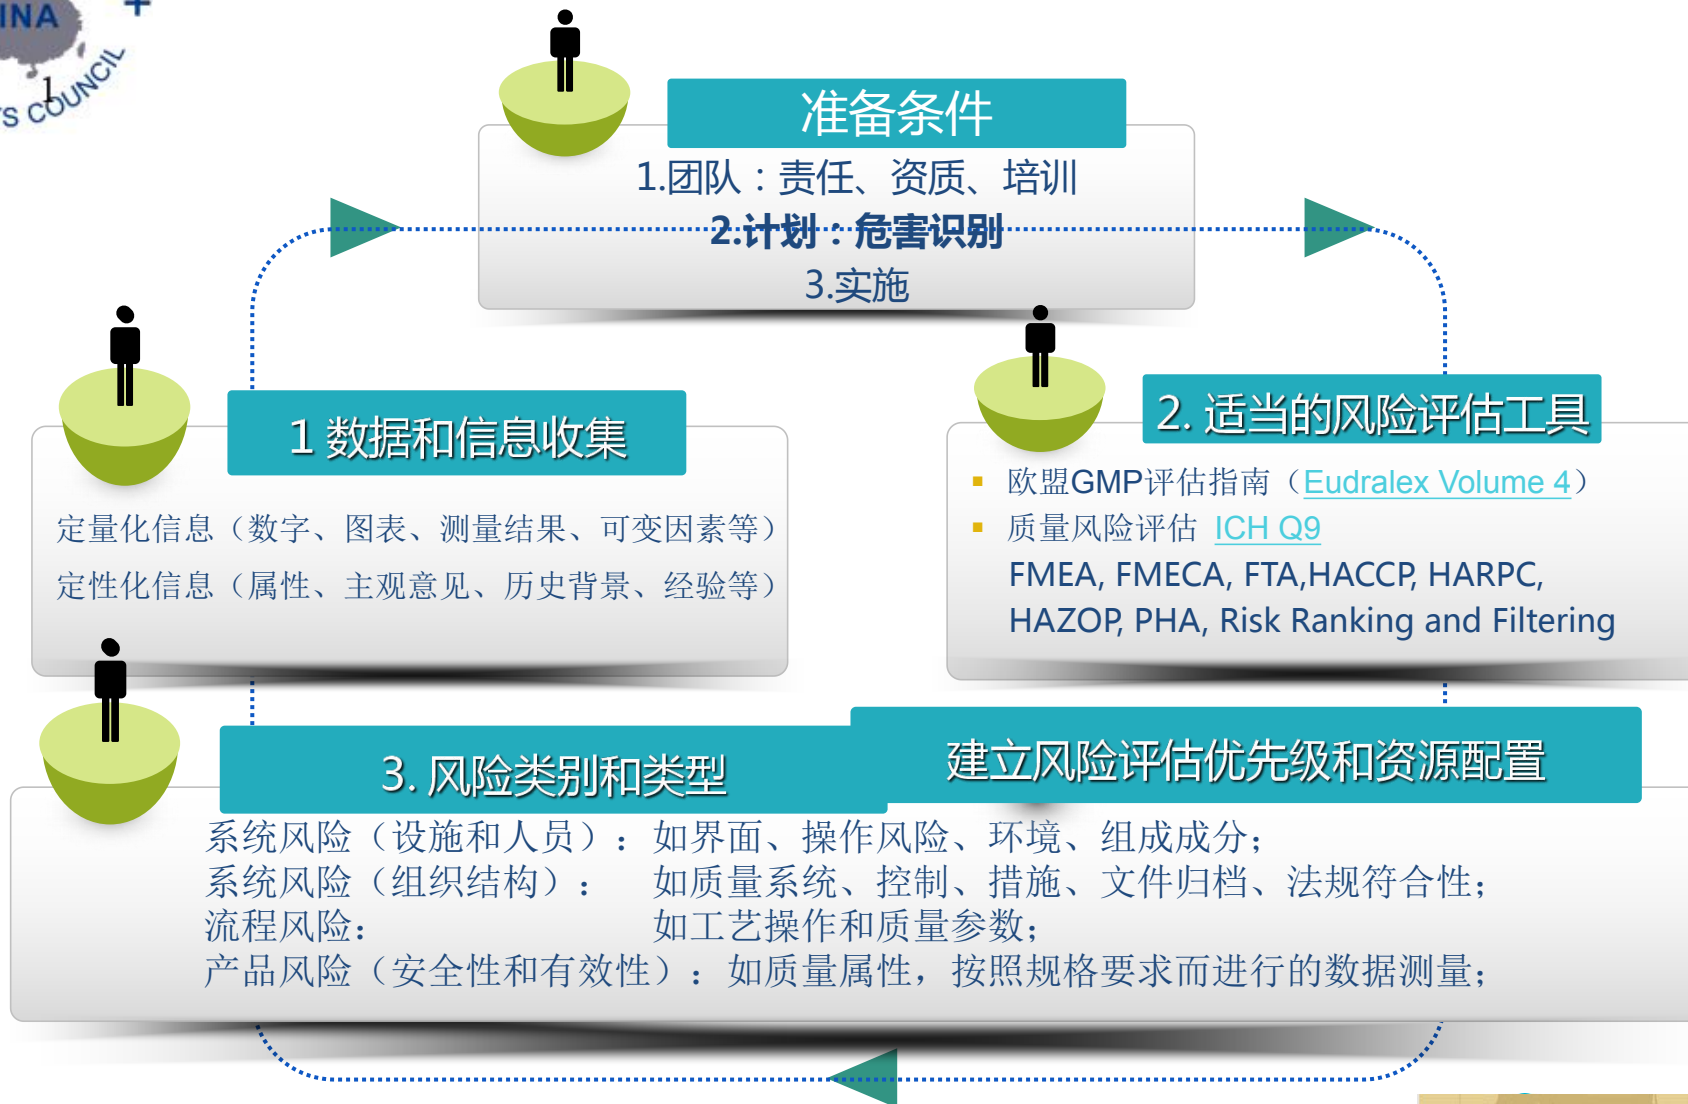 INA
1
S COUNCIL
准备条件
1.团队：责任、资质、培训
2.计划：危害识别
3.实施
1 数据和信息收集
定量化信息（数字、图表、测量结果、可变因素等）
定性化信息（属性、主观意见、历史背景、经验等）
2. 适当的风险评估工具
▪ 欧盟GMP评估指南（Eudralex Volume 4）
▪ 质量风险评估 ICH Q9
FMEA, FMECA, FTA,HACCP, HARPC,
HAZOP, PHA, Risk Ranking and Filtering
3. 风险类别和类型
建立风险评估优先级和资源配置
系统风险（设施和人员）：如界面、操作风险、环境、组成成分；
系统风险（组织结构）： 如质量系统、控制、措施、文件归档、法规符合性；
流程风险： 如工艺操作和质量参数；
产品风险（安全性和有效性）：如质量属性，按照规格要求而进行的数据测量；